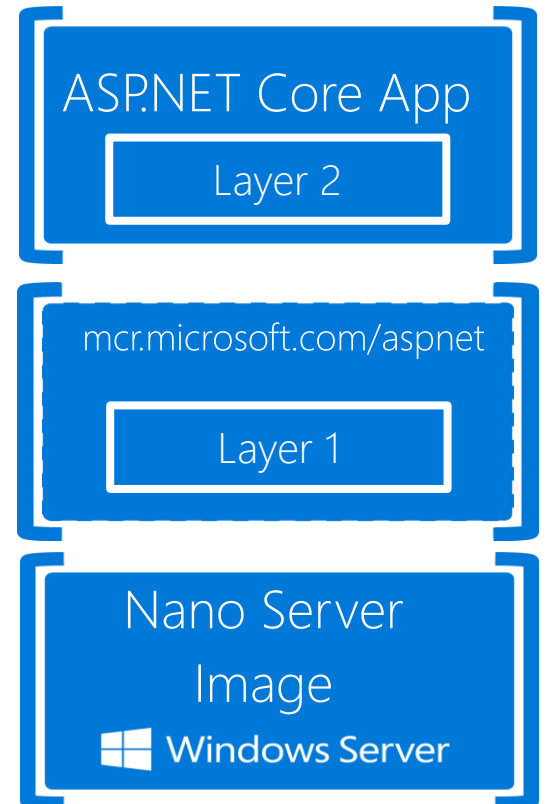 ASP.NET Core App
Layer 2
mcr.microsoft.com/aspnet
Layer 1
Nano Server
Image
Windows Server